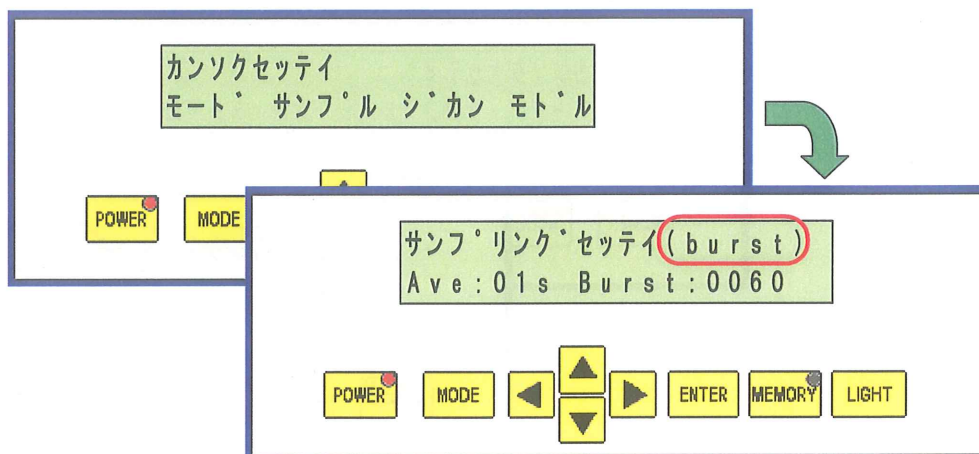 カンソクセッテイ
モート゛ サンフ゜ル シ゛カン モト゛ル
POWER MODE
サンフ゜リンク゛セッテイ(burst)
Ave:01s Burst:0060
POWER MODE ENTER MEMORY LIGHT